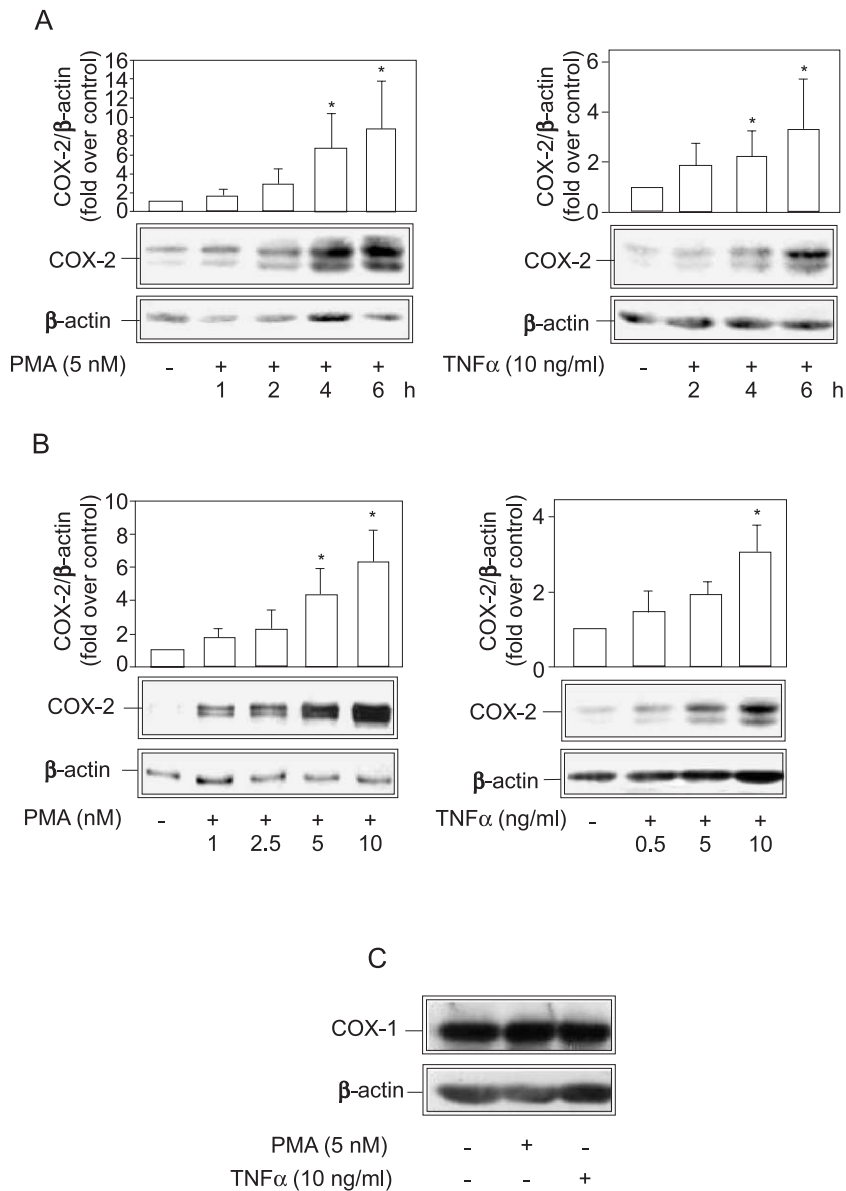 A
COX-2/β-actin
(fold over control)
16
14
12
10
8
6
4
2
0
*
*
COX-2
β-actin
PMA (5 nM) - + + + +
1 2 4 6 h
COX-2/β-actin
(fold over control)
6
4
2
0
*
*
COX-2
β-actin
TNFα (10 ng/ml) - + + +
2 4 6 h
B
COX-2/β-actin
(fold over control)
10
8
6
4
2
0
*
*
COX-2
β-actin
PMA (nM) - + + + +
1 2.5 5 10
COX-2/β-actin
(fold over control)
4
2
0
*
COX-2
β-actin
TNFα (ng/ml) - + + +
0.5 5 10
C
COX-1
β-actin
PMA (5 nM) - + -
TNFα (10 ng/ml) - - +